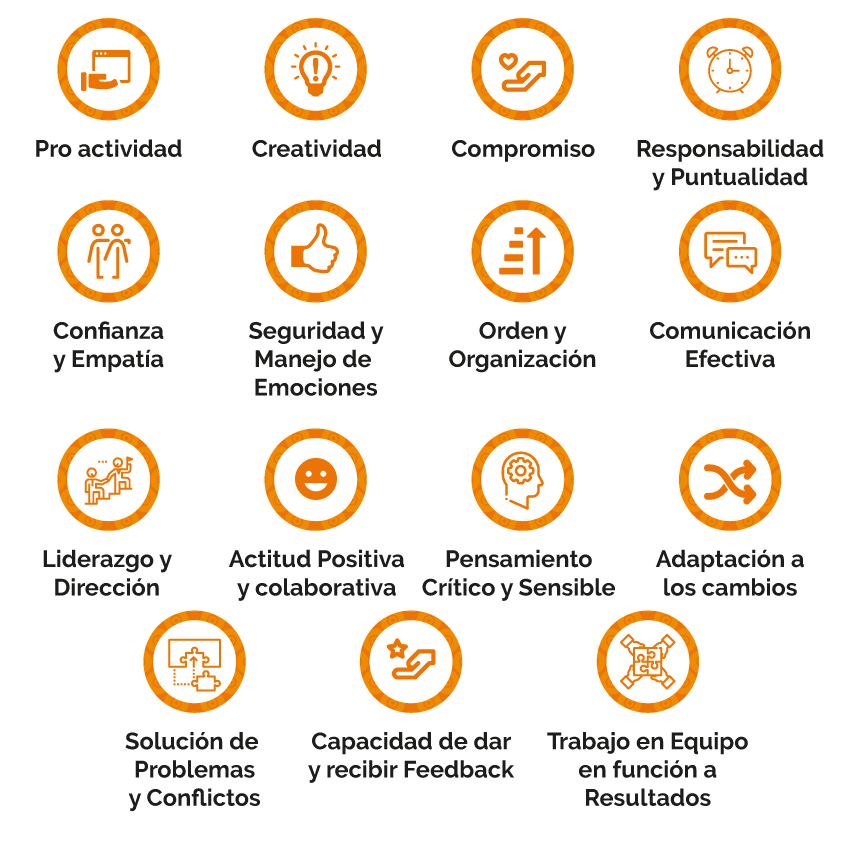 Pro actividad
Creatividad
Compromiso
Responsabilidad
y Puntualidad
Confianza
y Empatía
Seguridad y
Manejo de
Emociones
Orden y
Organización
Comunicación
Efectiva
Liderazgo y
Dirección
Actitud Positiva
y colaborativa
Pensamiento
Crítico y Sensible
Adaptación a
los cambios
Solución de
Problemas
y Conflictos
Capacidad de dar
y recibir Feedback
Trabajo en Equipo
en función a
Resultados